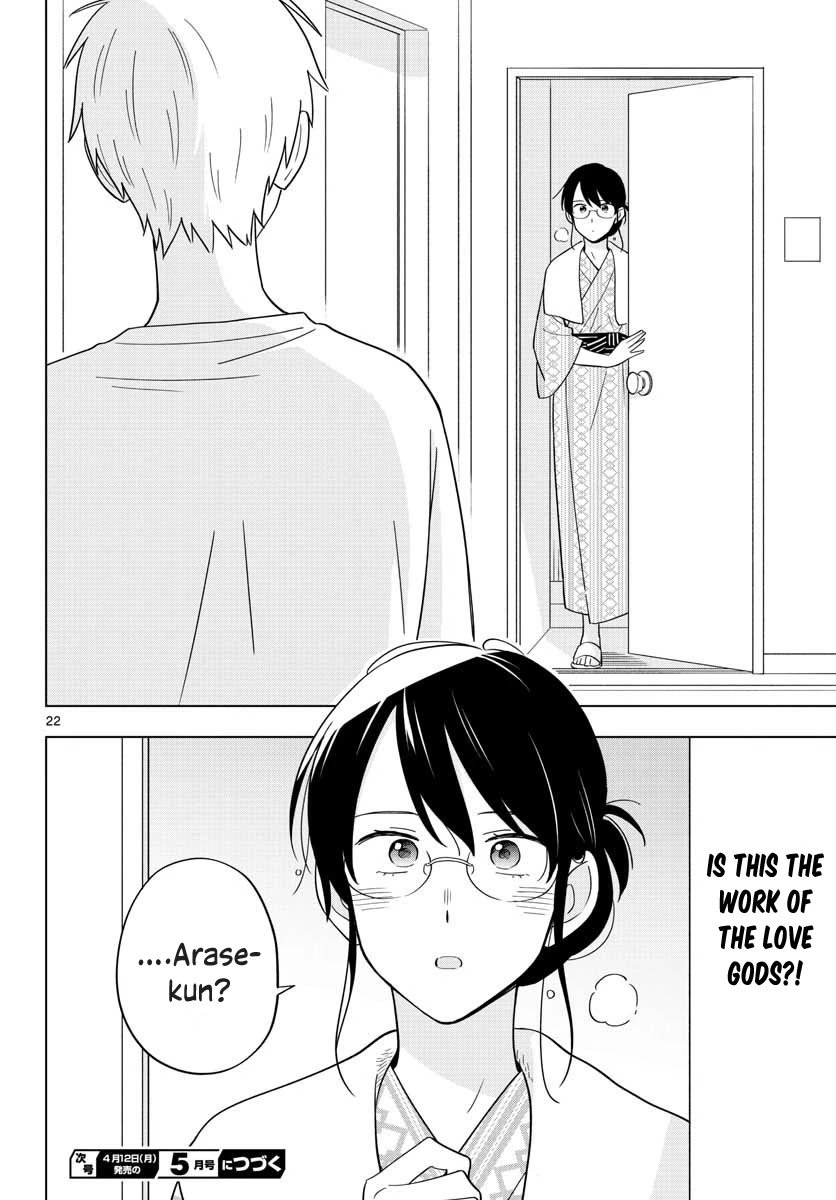 22
IS THIS THE
WORK OF
THE LOVE
GODS?!
....Arase-
kun?
次号 4月12日(月)発売の 5月号 につづく